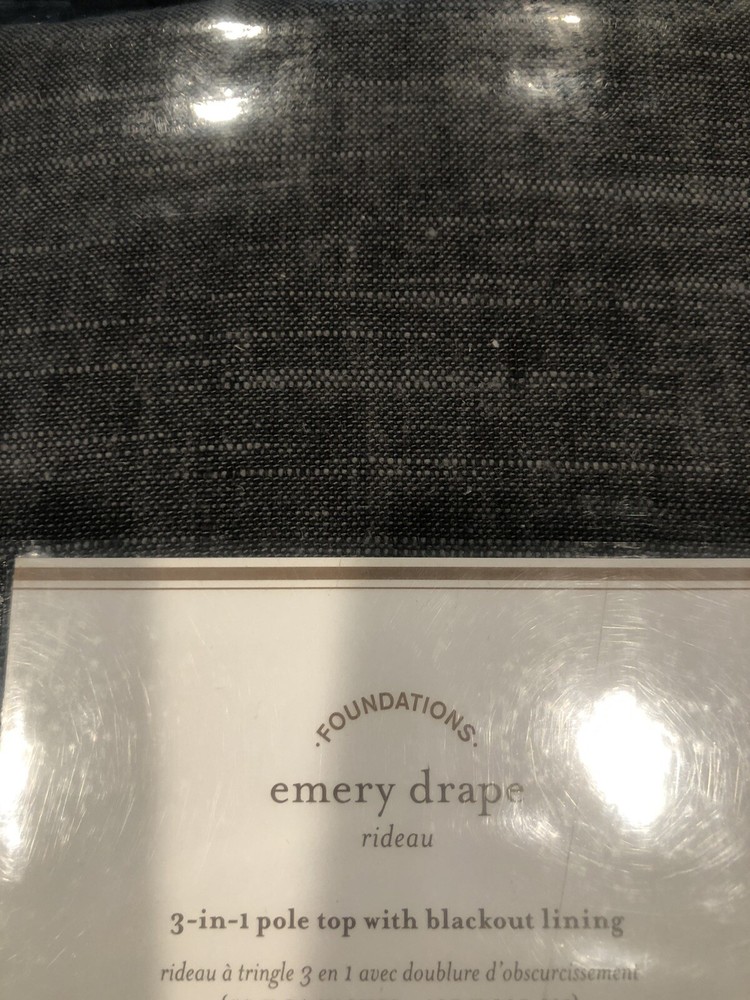 ·FOUNDATIONS·
emery drape
rideau
3-in-1 pole top with blackout lining
rideau à tringle 3 en 1 avec doublure d'obscurcissement